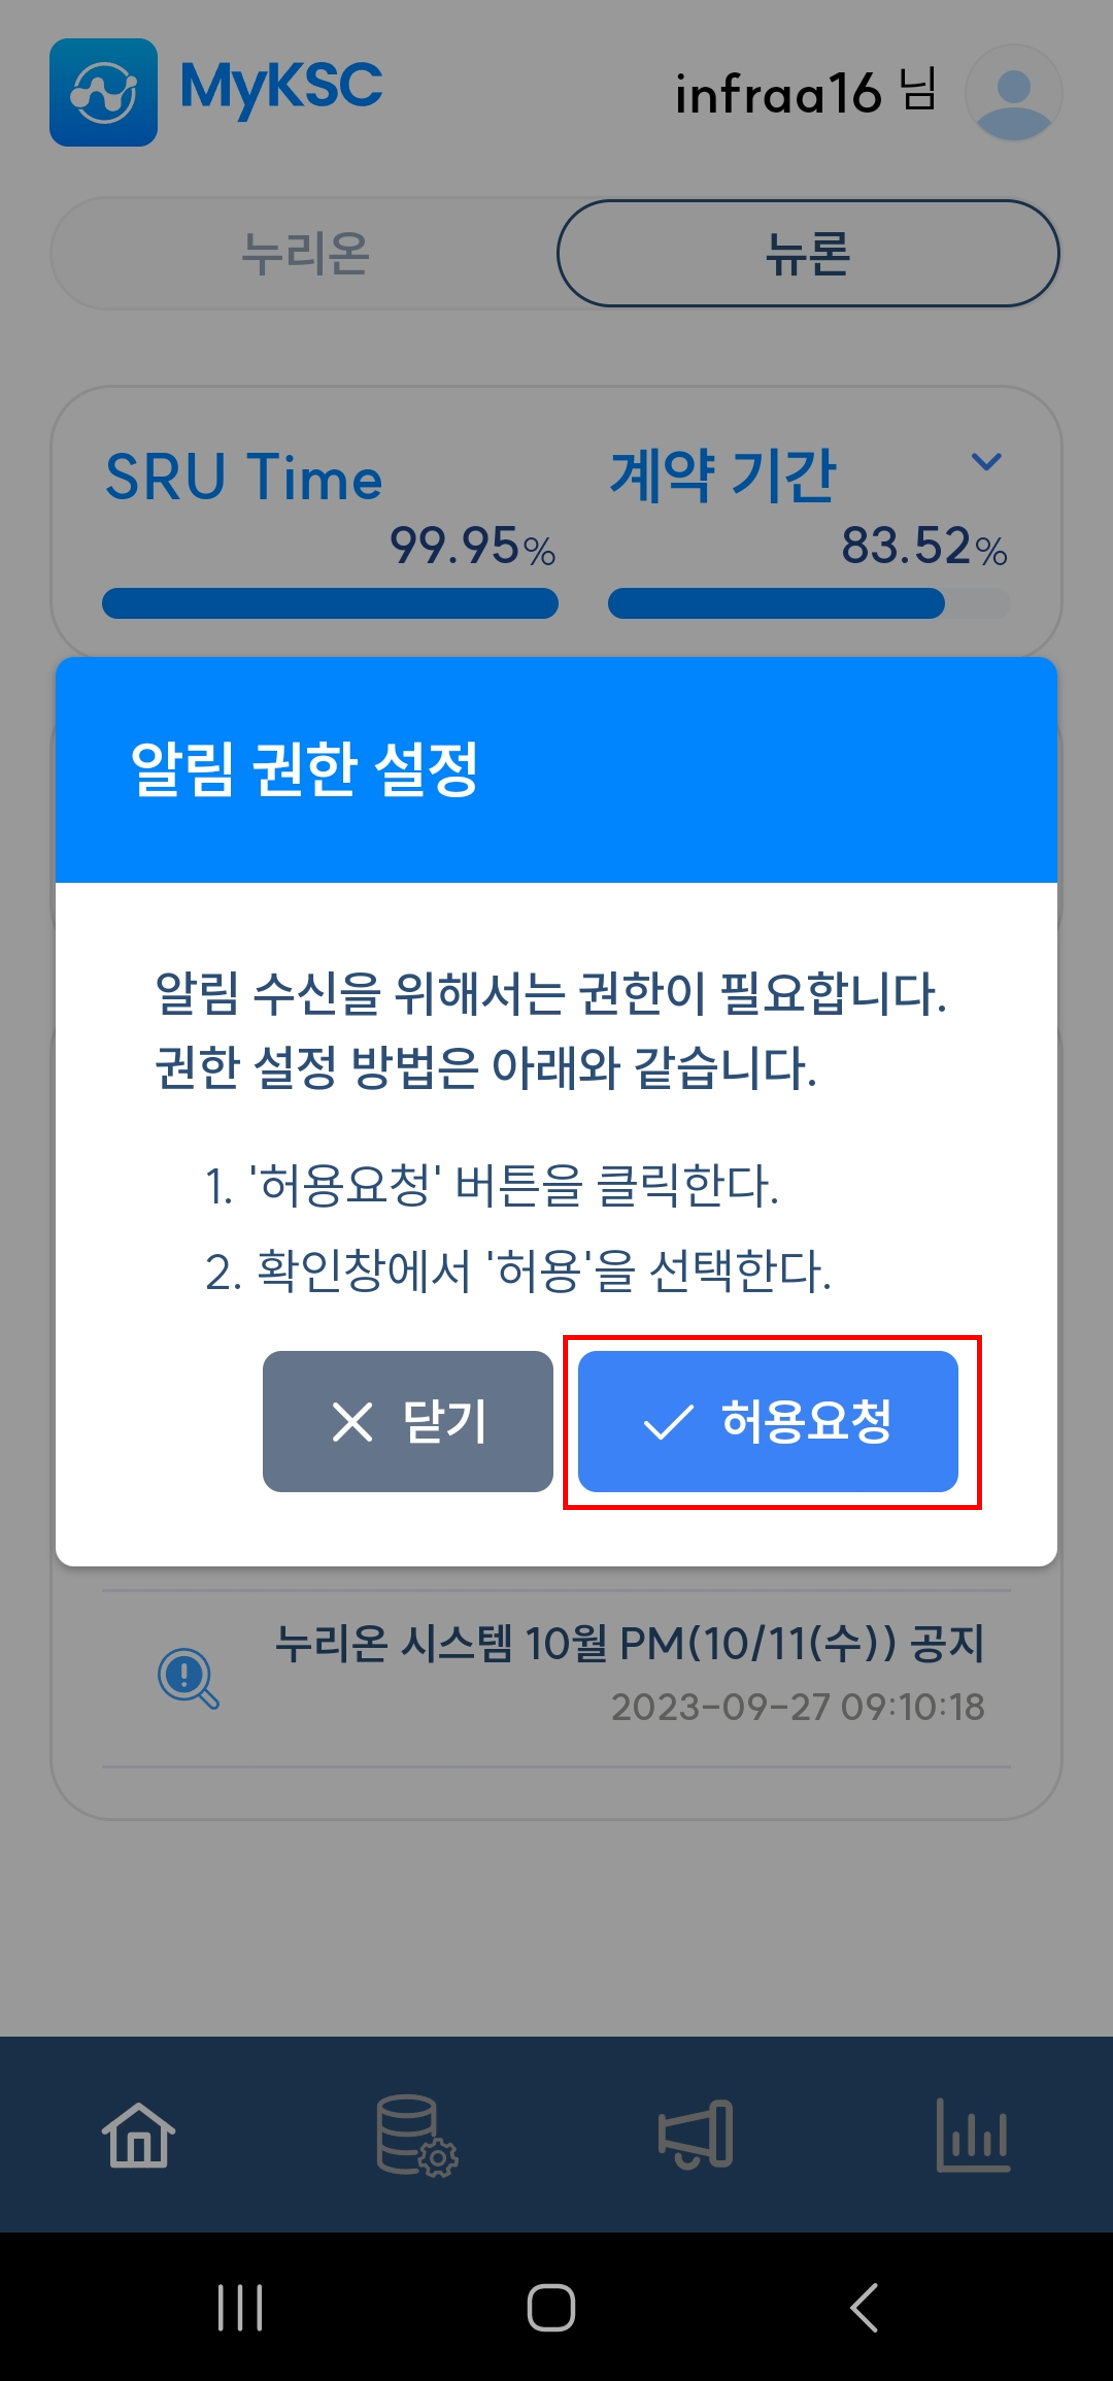 MyKSC
infraa16 님
누리온
뉴론
SRU Time
99.95%
계약 기간
83.52%
알림 권한 설정
알림 수신을 위해서는 권한이 필요합니다.
권한 설정 방법은 아래와 같습니다.
1. '허용요청' 버튼을 클릭한다.
2. 확인창에서 '허용'을 선택한다.
닫기
허용요청
누리온 시스템 10월 PM(10/11(수)) 공지
2023-09-27 09:10:18